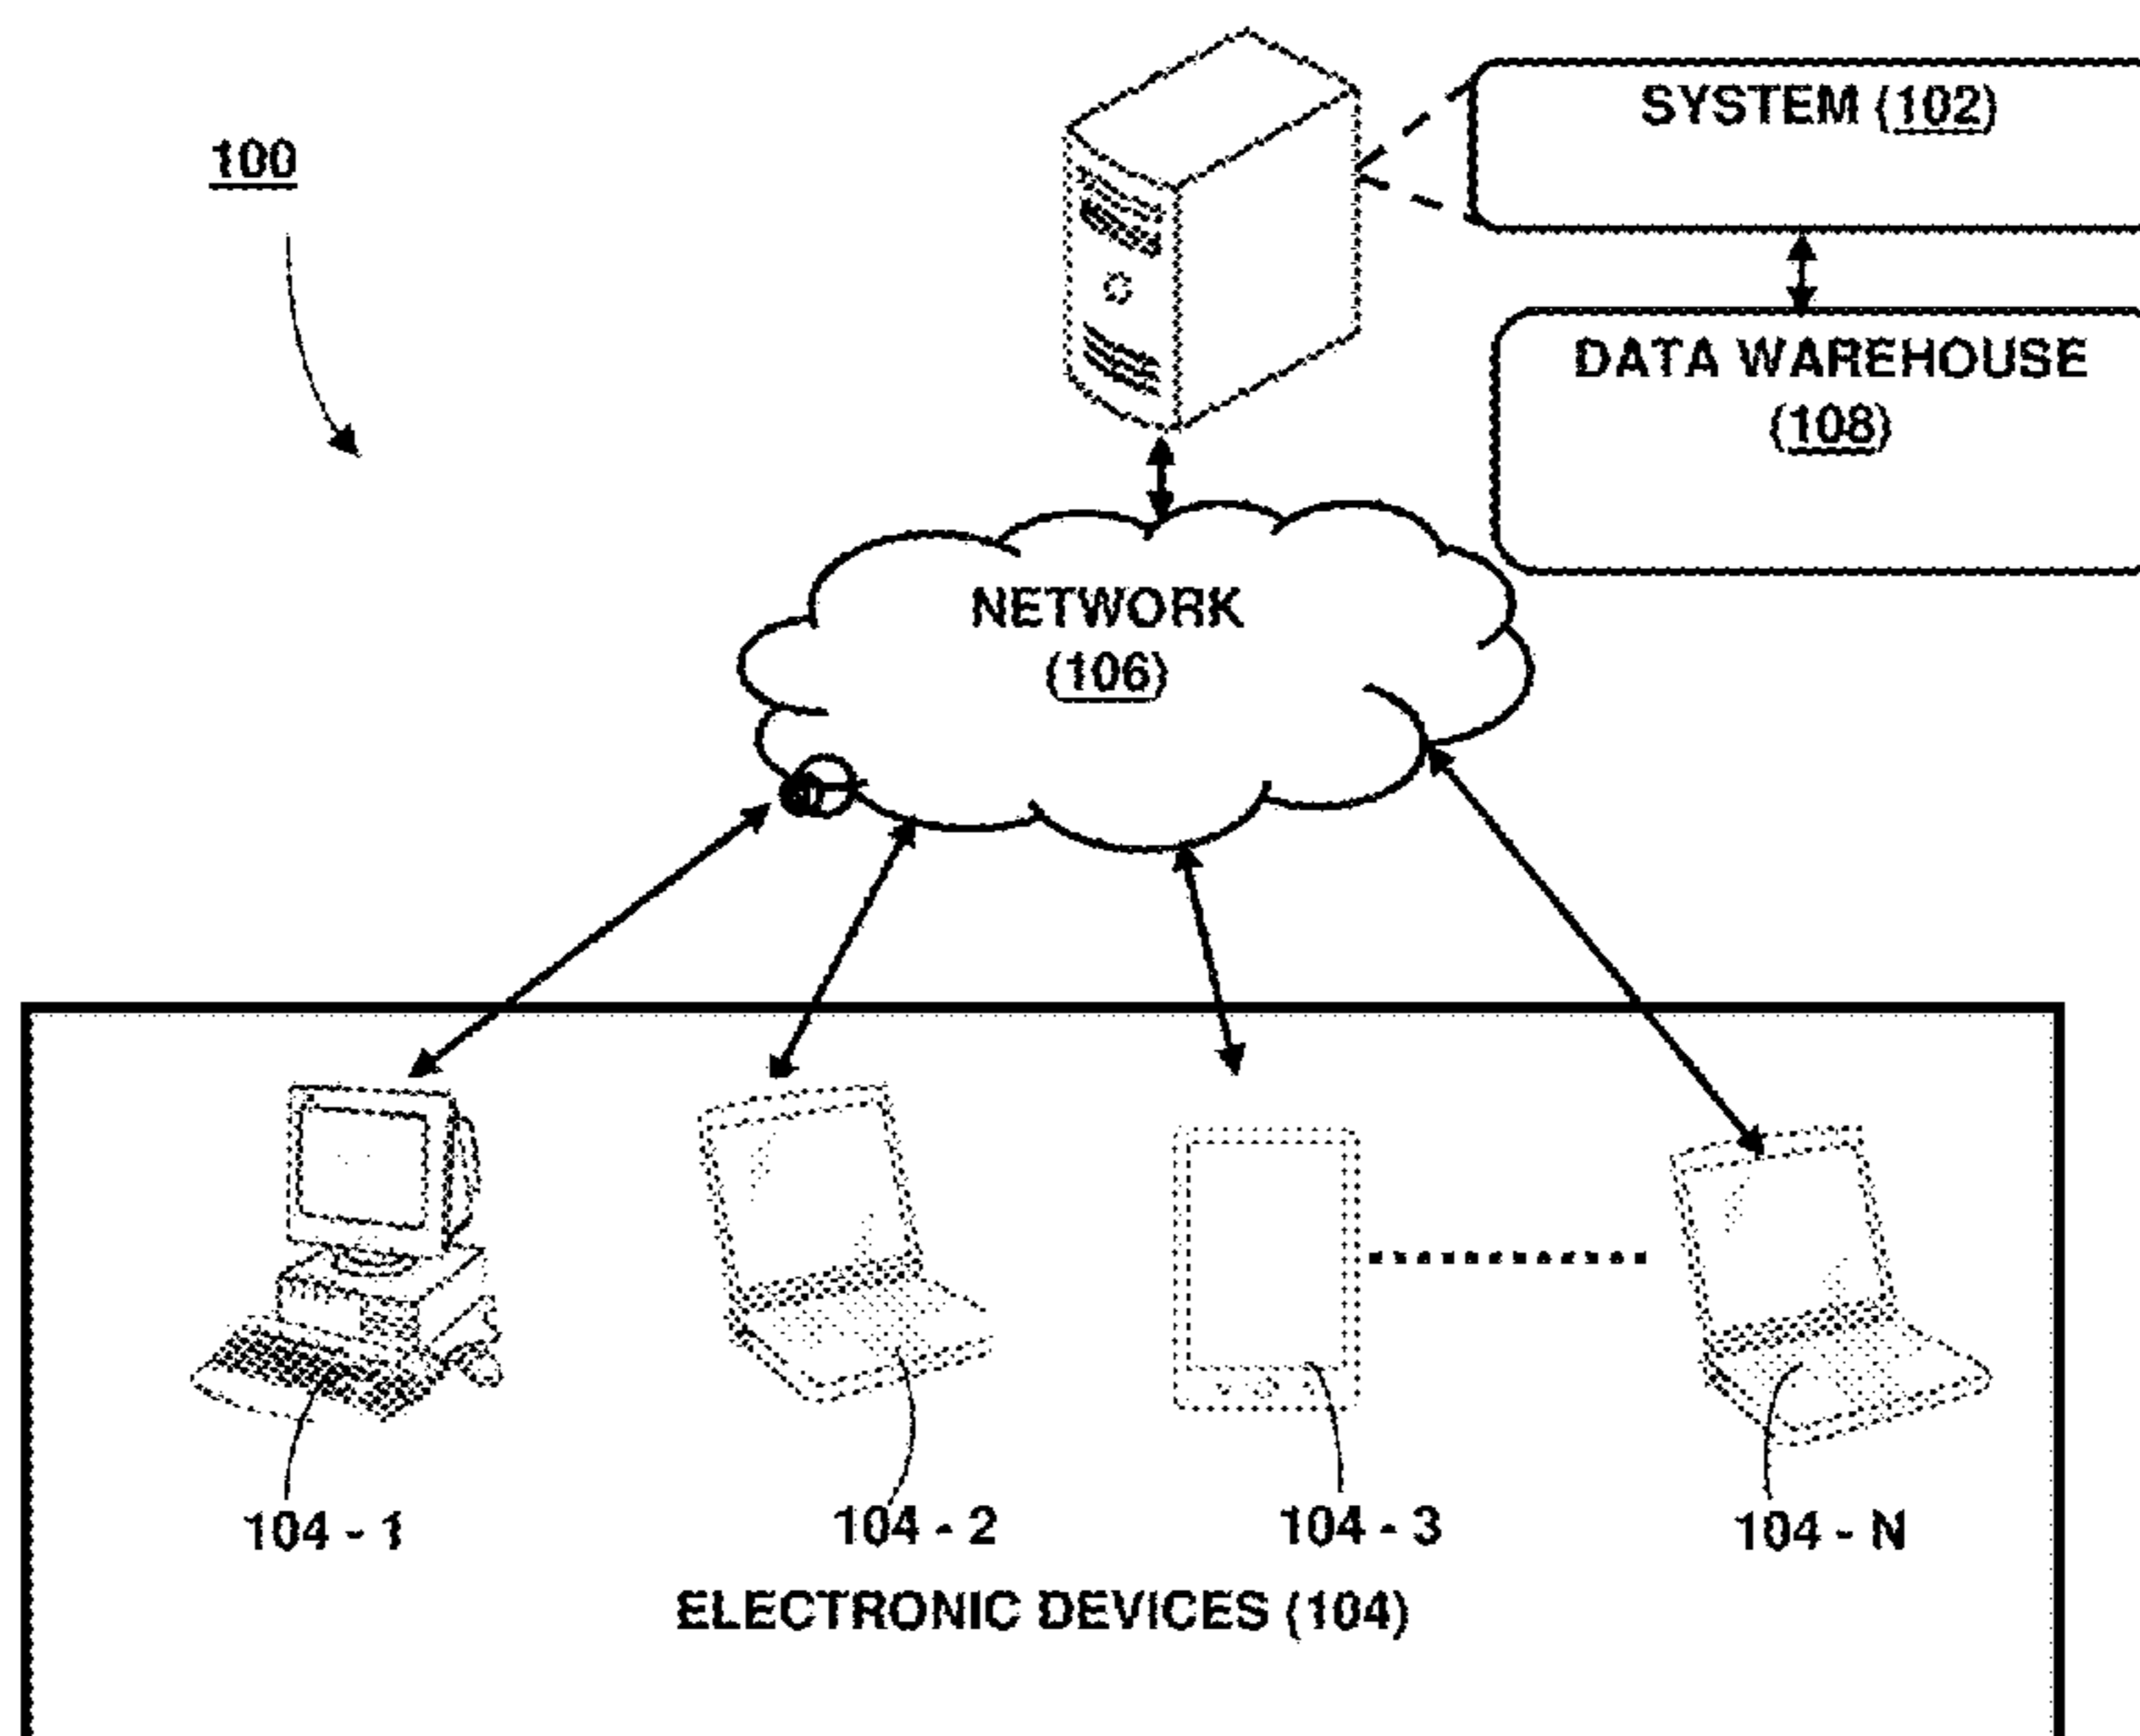 100
SYSTEM (102)
DATA WAREHOUSE
(108)
NETWORK
(106)
104 - 1
104 - 2
104 - 3
104 - N
ELECTRONIC DEVICES (104)